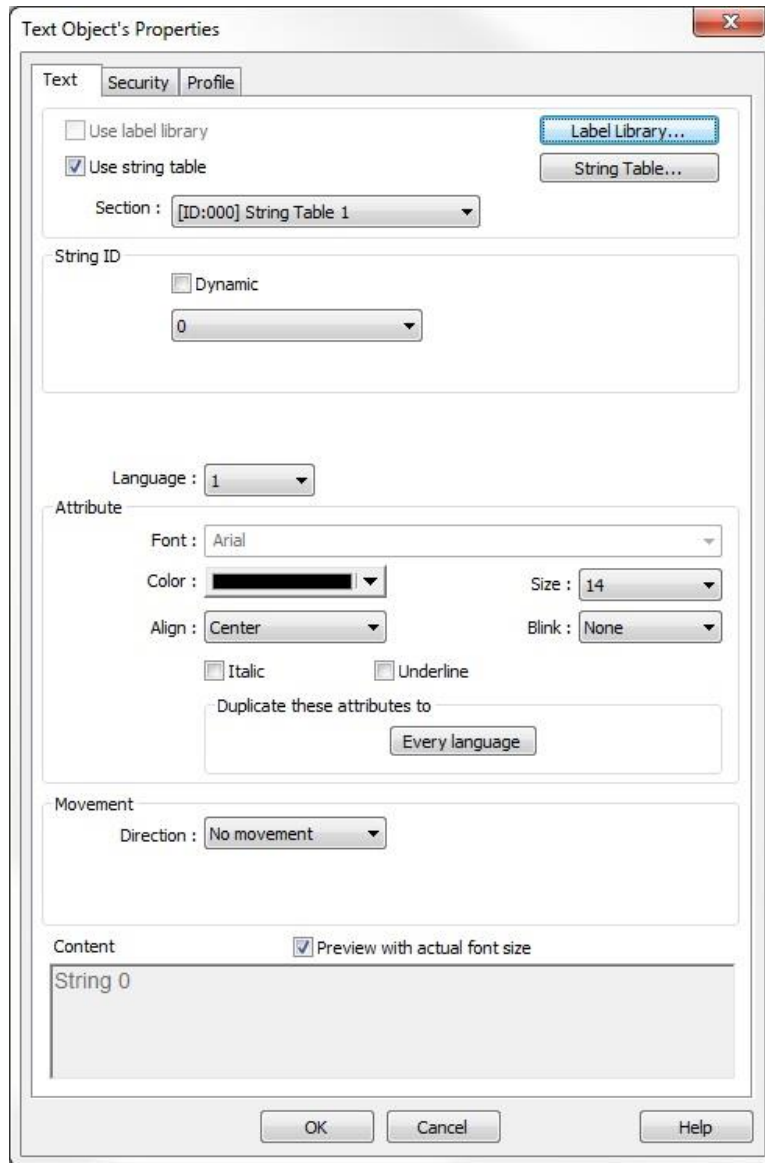 Text Object's Properties
Text Security Profile
Use label library
Label Library...
Use string table
String Table...
Section : [ID:000] String Table 1
String ID
Dynamic
0
Language : 1
Attribute
Font : Arial
Color :
Size : 14
Align : Center
Blink : None
Italic
Underline
Duplicate these attributes to
Every language
Movement
Direction : No movement
Content
Preview with actual font size
String 0
OK
Cancel
Help